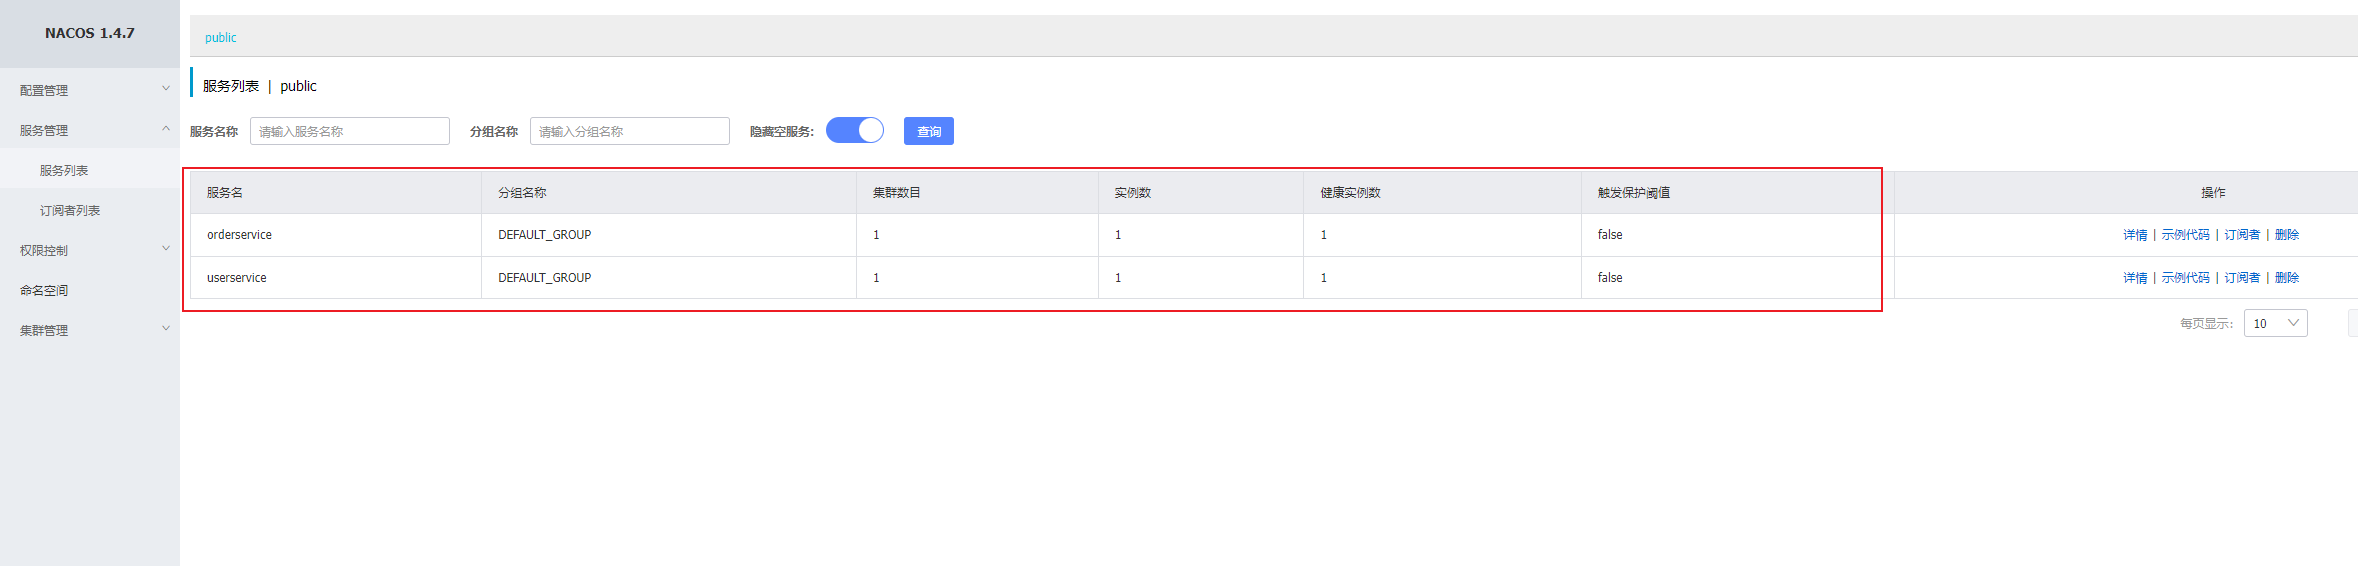 NACOS 1.4.7
配置管理
服务管理
服务列表
订阅者列表
权限控制
命名空间
集群管理
public
服务列表 | public
服务名称 请输入服务名称 分组名称 请输入分组名称 隐藏空服务: 查询
服务名 分组名称 集群数目 实例数 健康实例数 触发保护阈值 操作
orderservice DEFAULT_GROUP 1 1 1 false 详情 | 示例代码 | 订阅者 | 删除
userservice DEFAULT_GROUP 1 1 1 false 详情 | 示例代码 | 订阅者 | 删除
每页显示: 10